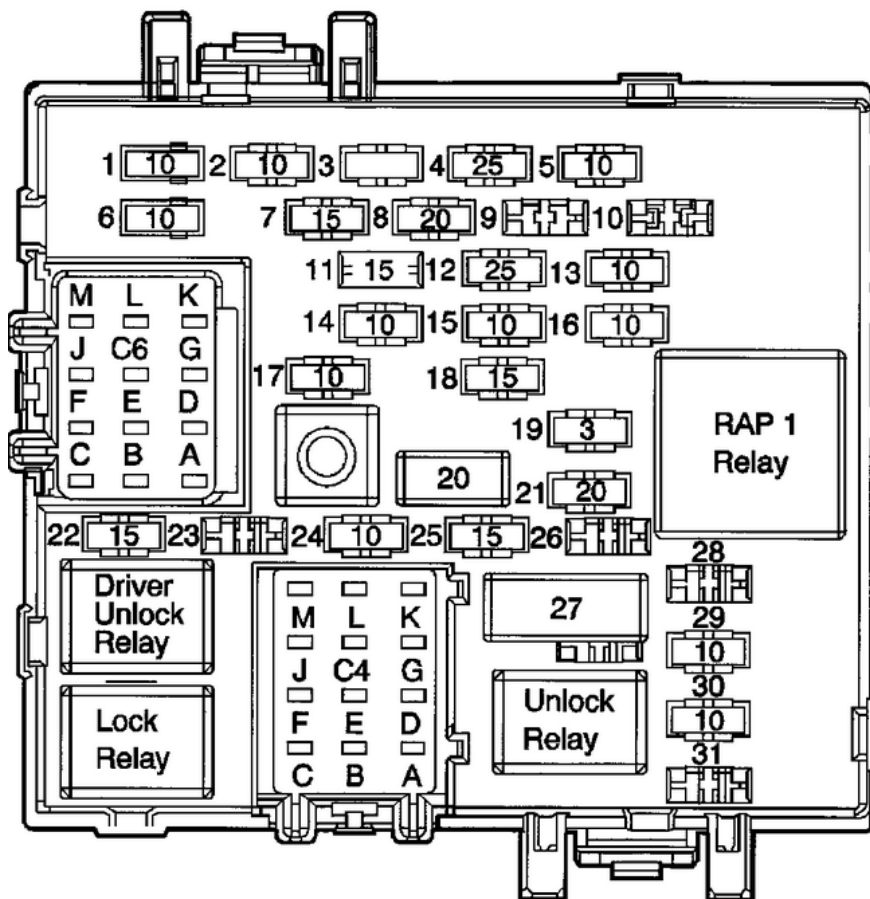 1 10 2 10 3 4 25 5 10
6 10 7 15 8 20 9 10
11 15 12 25 13 10
M L K
14 10 15 10 16 10
J C6 G
17 10 18 15
F E D
19 3
RAP 1
Relay
C B A
20
21 20
22 15 23 24 10 25 15 26
28
Driver
Unlock
Relay
M L K
27
29
10
J C4 G
30
10
Lock
Relay
F E D
Unlock
Relay
31
C B A